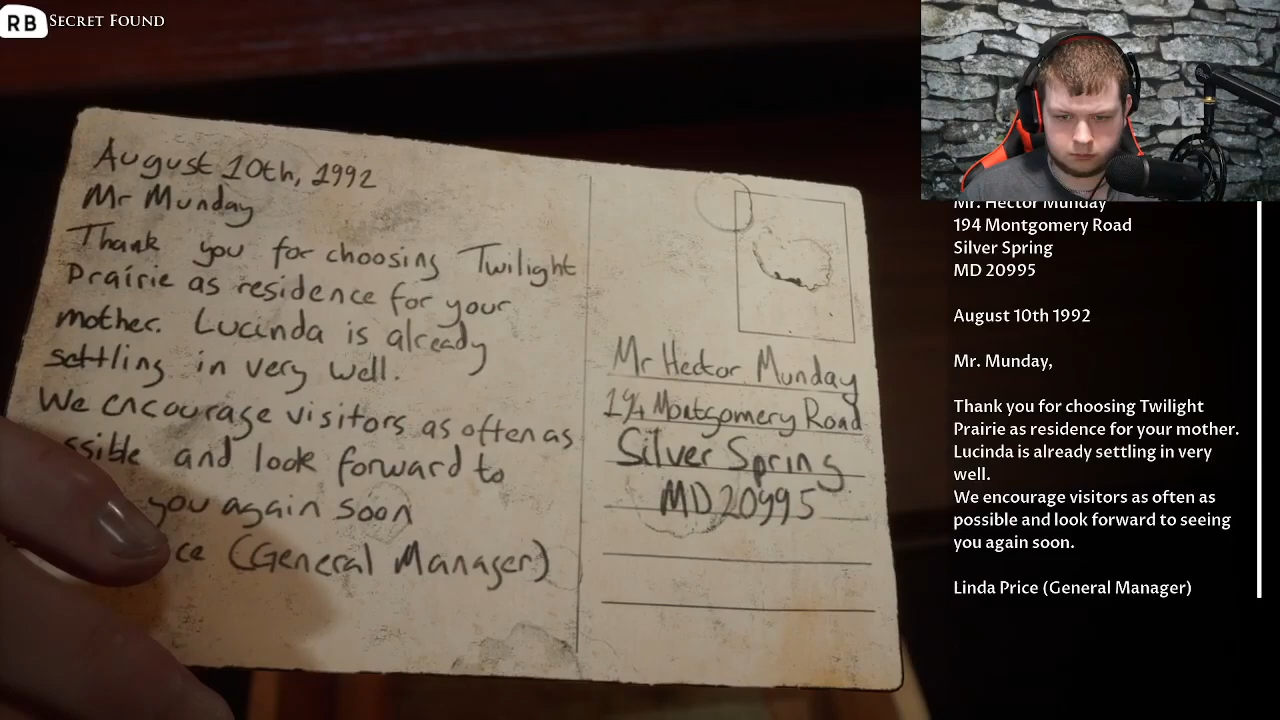 RB SECRET FOUND
August 10th, 1992
Mr Munday
Thank you for choosing Twilight
Prairie as residence for your
mother. Lucinda is already
settling in very well.
We encourage visitors as often as
ssible and look forward to
you again soon
ce (General Manager)
Mr Hector Munday
194 Montgomery Road
Silver Spring
MD 20995
Mr. Hector Munday
194 Montgomery Road
Silver Spring
MD 20995
August 10th 1992
Mr. Munday,
Thank you for choosing Twilight
Prairie as residence for your mother.
Lucinda is already settling in very
well.
We encourage visitors as often as
possible and look forward to seeing
you again soon.
Linda Price (General Manager)